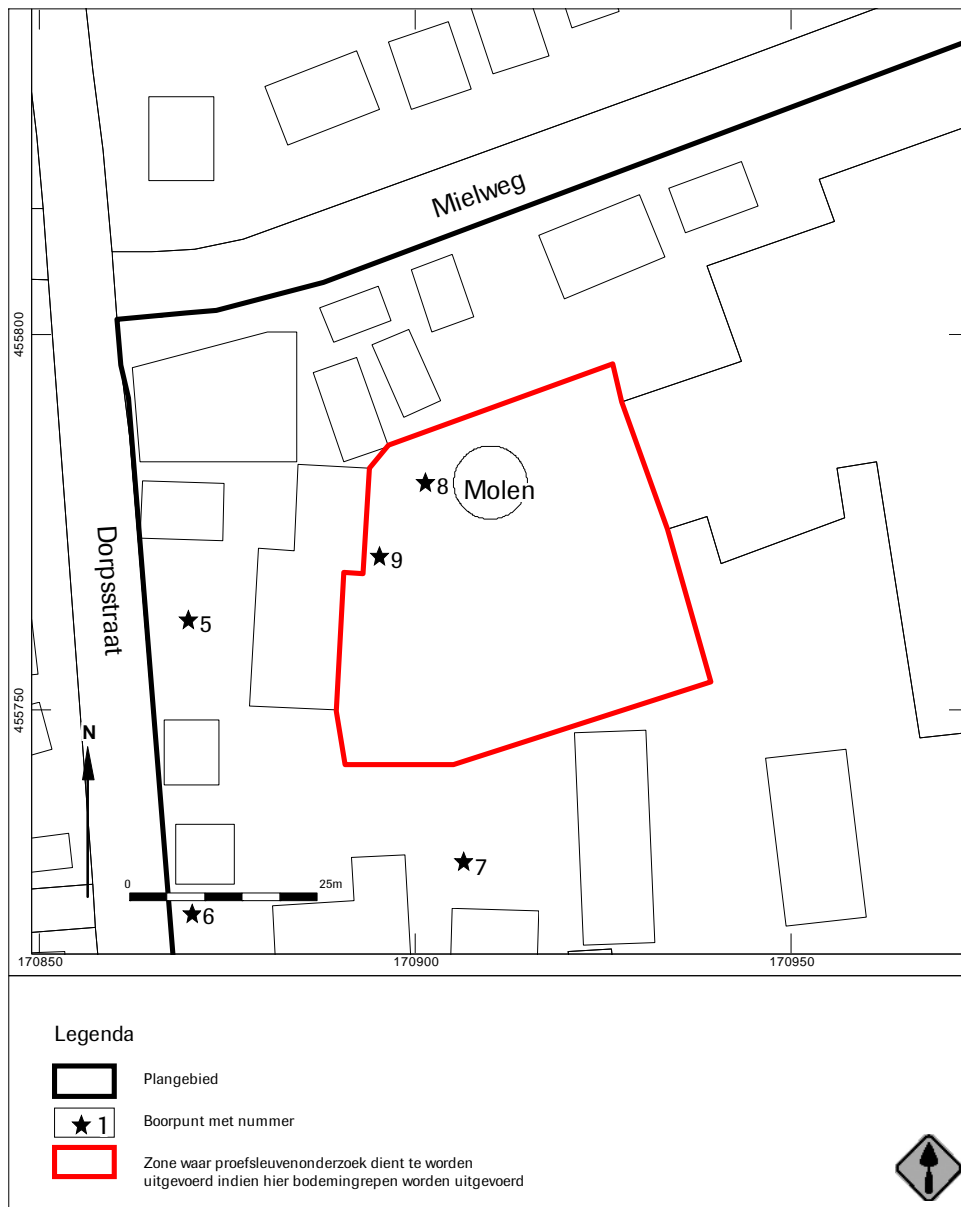 Mielweg
455800
8
Molen
9
Dorpsstraat
5
455750
N
7
0 25m
6
170850 170900 170950
Legenda
Plangebied
1 Boorpunt met nummer
Zone waar proefsleuvenonderzoek dient te worden
uitgevoerd indien hier bodemingrepen worden uitgevoerd